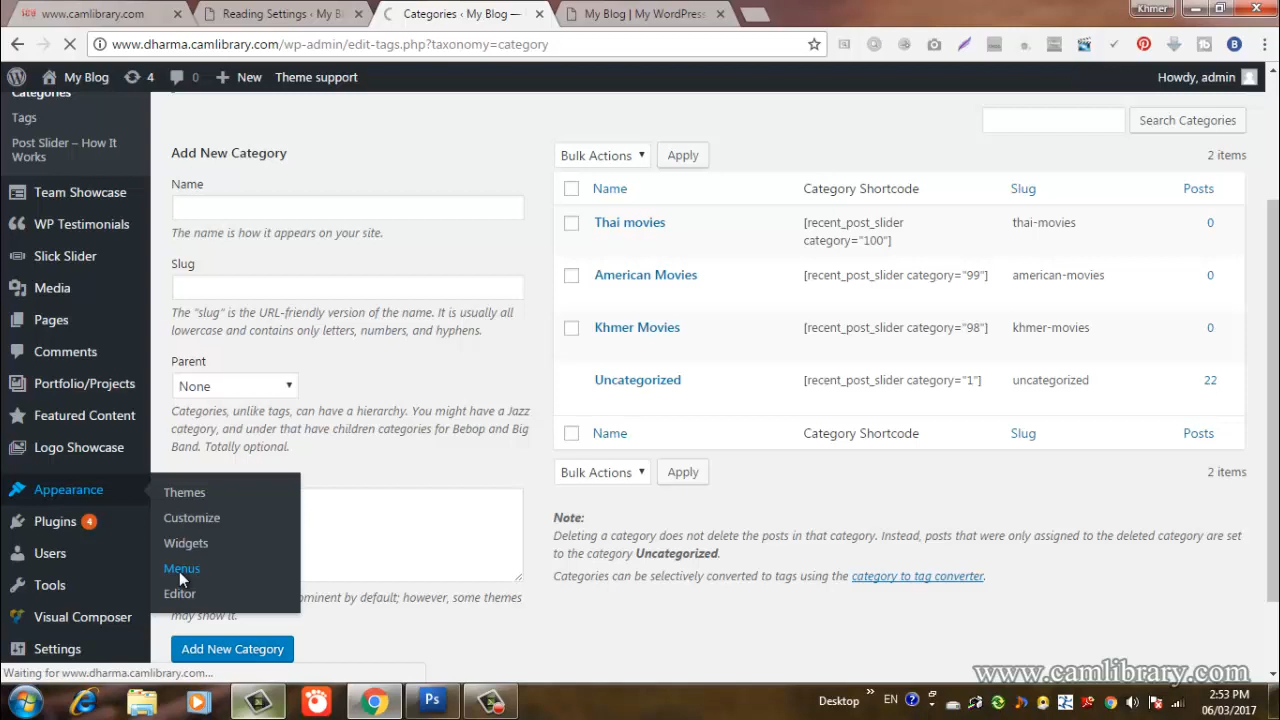 www.camlibrary.com
Reading Settings ‹ My B
Categories ‹ My Blog —
My Blog | My WordPress
Khmer
www.dharma.camlibrary.com/wp-admin/edit-tags.php?taxonomy=category
My Blog
4
0
New
Theme support
Howdy, admin
Categories
Tags
Post Slider – How It
Works
Team Showcase
WP Testimonials
Slick Slider
Media
Pages
Comments
Portfolio/Projects
Featured Content
Logo Showcase
Appearance
Plugins 4
Users
Tools
Visual Composer
Settings
Themes
Customize
Widgets
Menus
Editor
Search Categories
Add New Category
Name
The name is how it appears on your site.
Slug
The "slug" is the URL-friendly version of the name. It is usually all
lowercase and contains only letters, numbers, and hyphens.
Parent
None
Categories, unlike tags, can have a hierarchy. You might have a Jazz
category, and under that have children categories for Bebop and Big
Band. Totally optional.
ominent by default; however, some themes
may show it.
Add New Category
Bulk Actions
Apply
2 items
Name Category Shortcode Slug Posts
Thai movies [recent_post_slider thai-movies 0
category="100"]
American Movies [recent_post_slider category="99"] american-movies 0
Khmer Movies [recent_post_slider category="98"] khmer-movies 0
Uncategorized [recent_post_slider category="1"] uncategorized 22
Name Category Shortcode Slug Posts
Bulk Actions
Apply
2 items
Note:
Deleting a category does not delete the posts in that category. Instead, posts that were only assigned to the deleted category are set
to the category Uncategorized.
Categories can be selectively converted to tags using the category to tag converter.
Waiting for www.dharma.camlibrary.com...
www.camlibrary.com
Ps
Desktop
EN
2:53 PM
06/03/2017